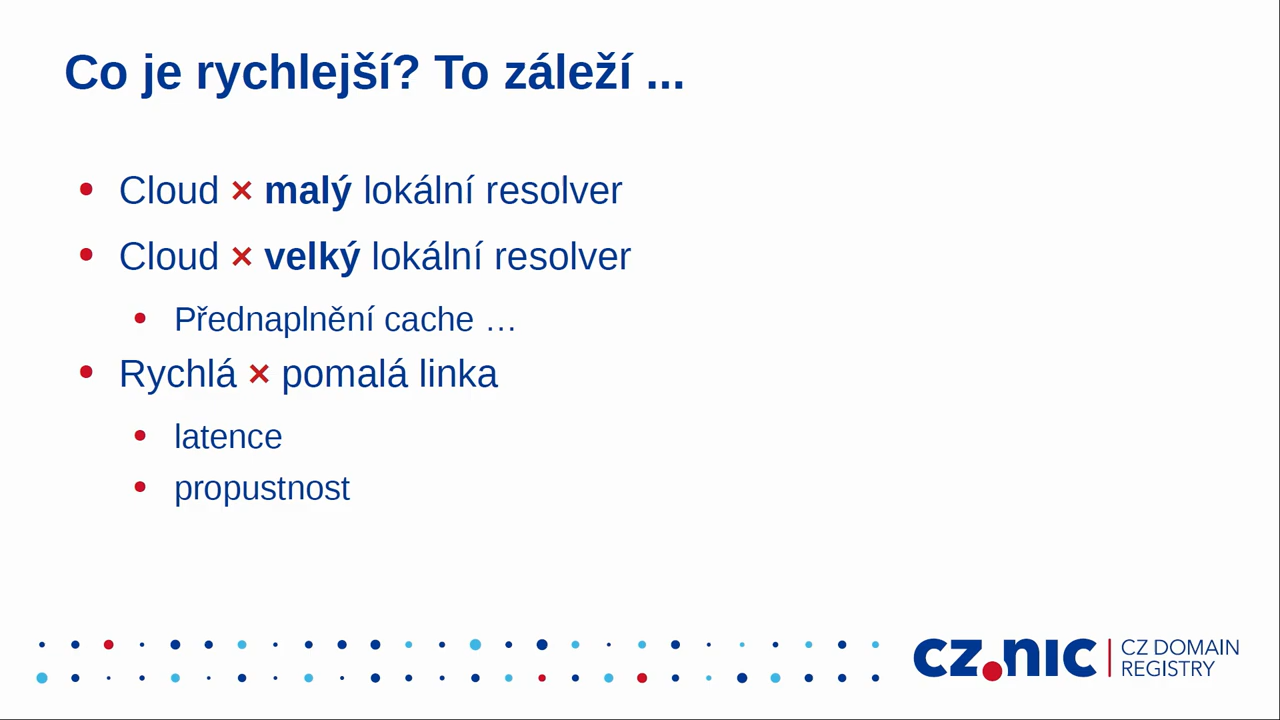 Co je rychlejší? To záleží ...
• Cloud × malý lokální resolver
• Cloud × velký lokální resolver
• Přednaplnění cache …
• Rychlá × pomalá linka
• latence
• propustnost
CZ.NIC | CZ DOMAIN
REGISTRY